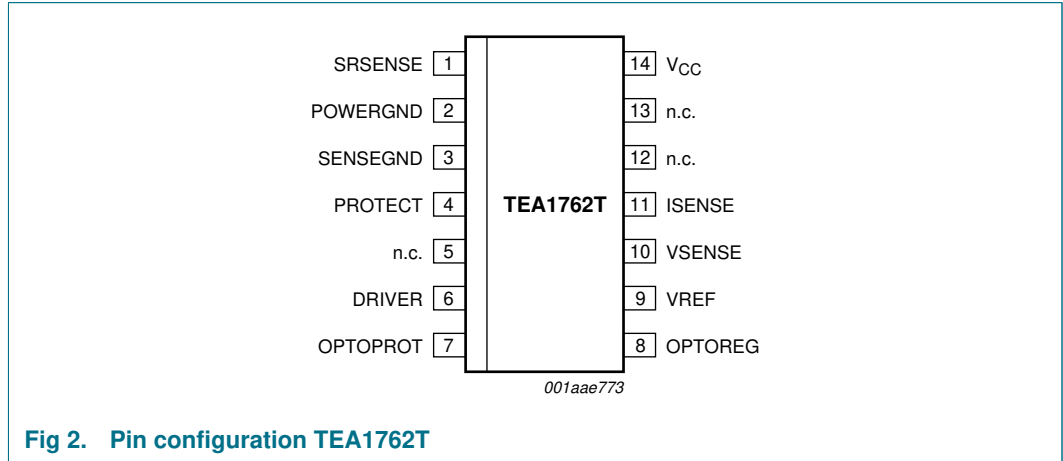 SRSENSE 1 14 VCC
POWERGND 2 13 n.c.
SENSEGND 3 12 n.c.
PROTECT 4 TEA1762T 11 ISENSE
n.c. 5 10 VSENSE
DRIVER 6 9 VREF
OPTOPROT 7 8 OPTOREG
001aae773
Fig 2. Pin configuration TEA1762T